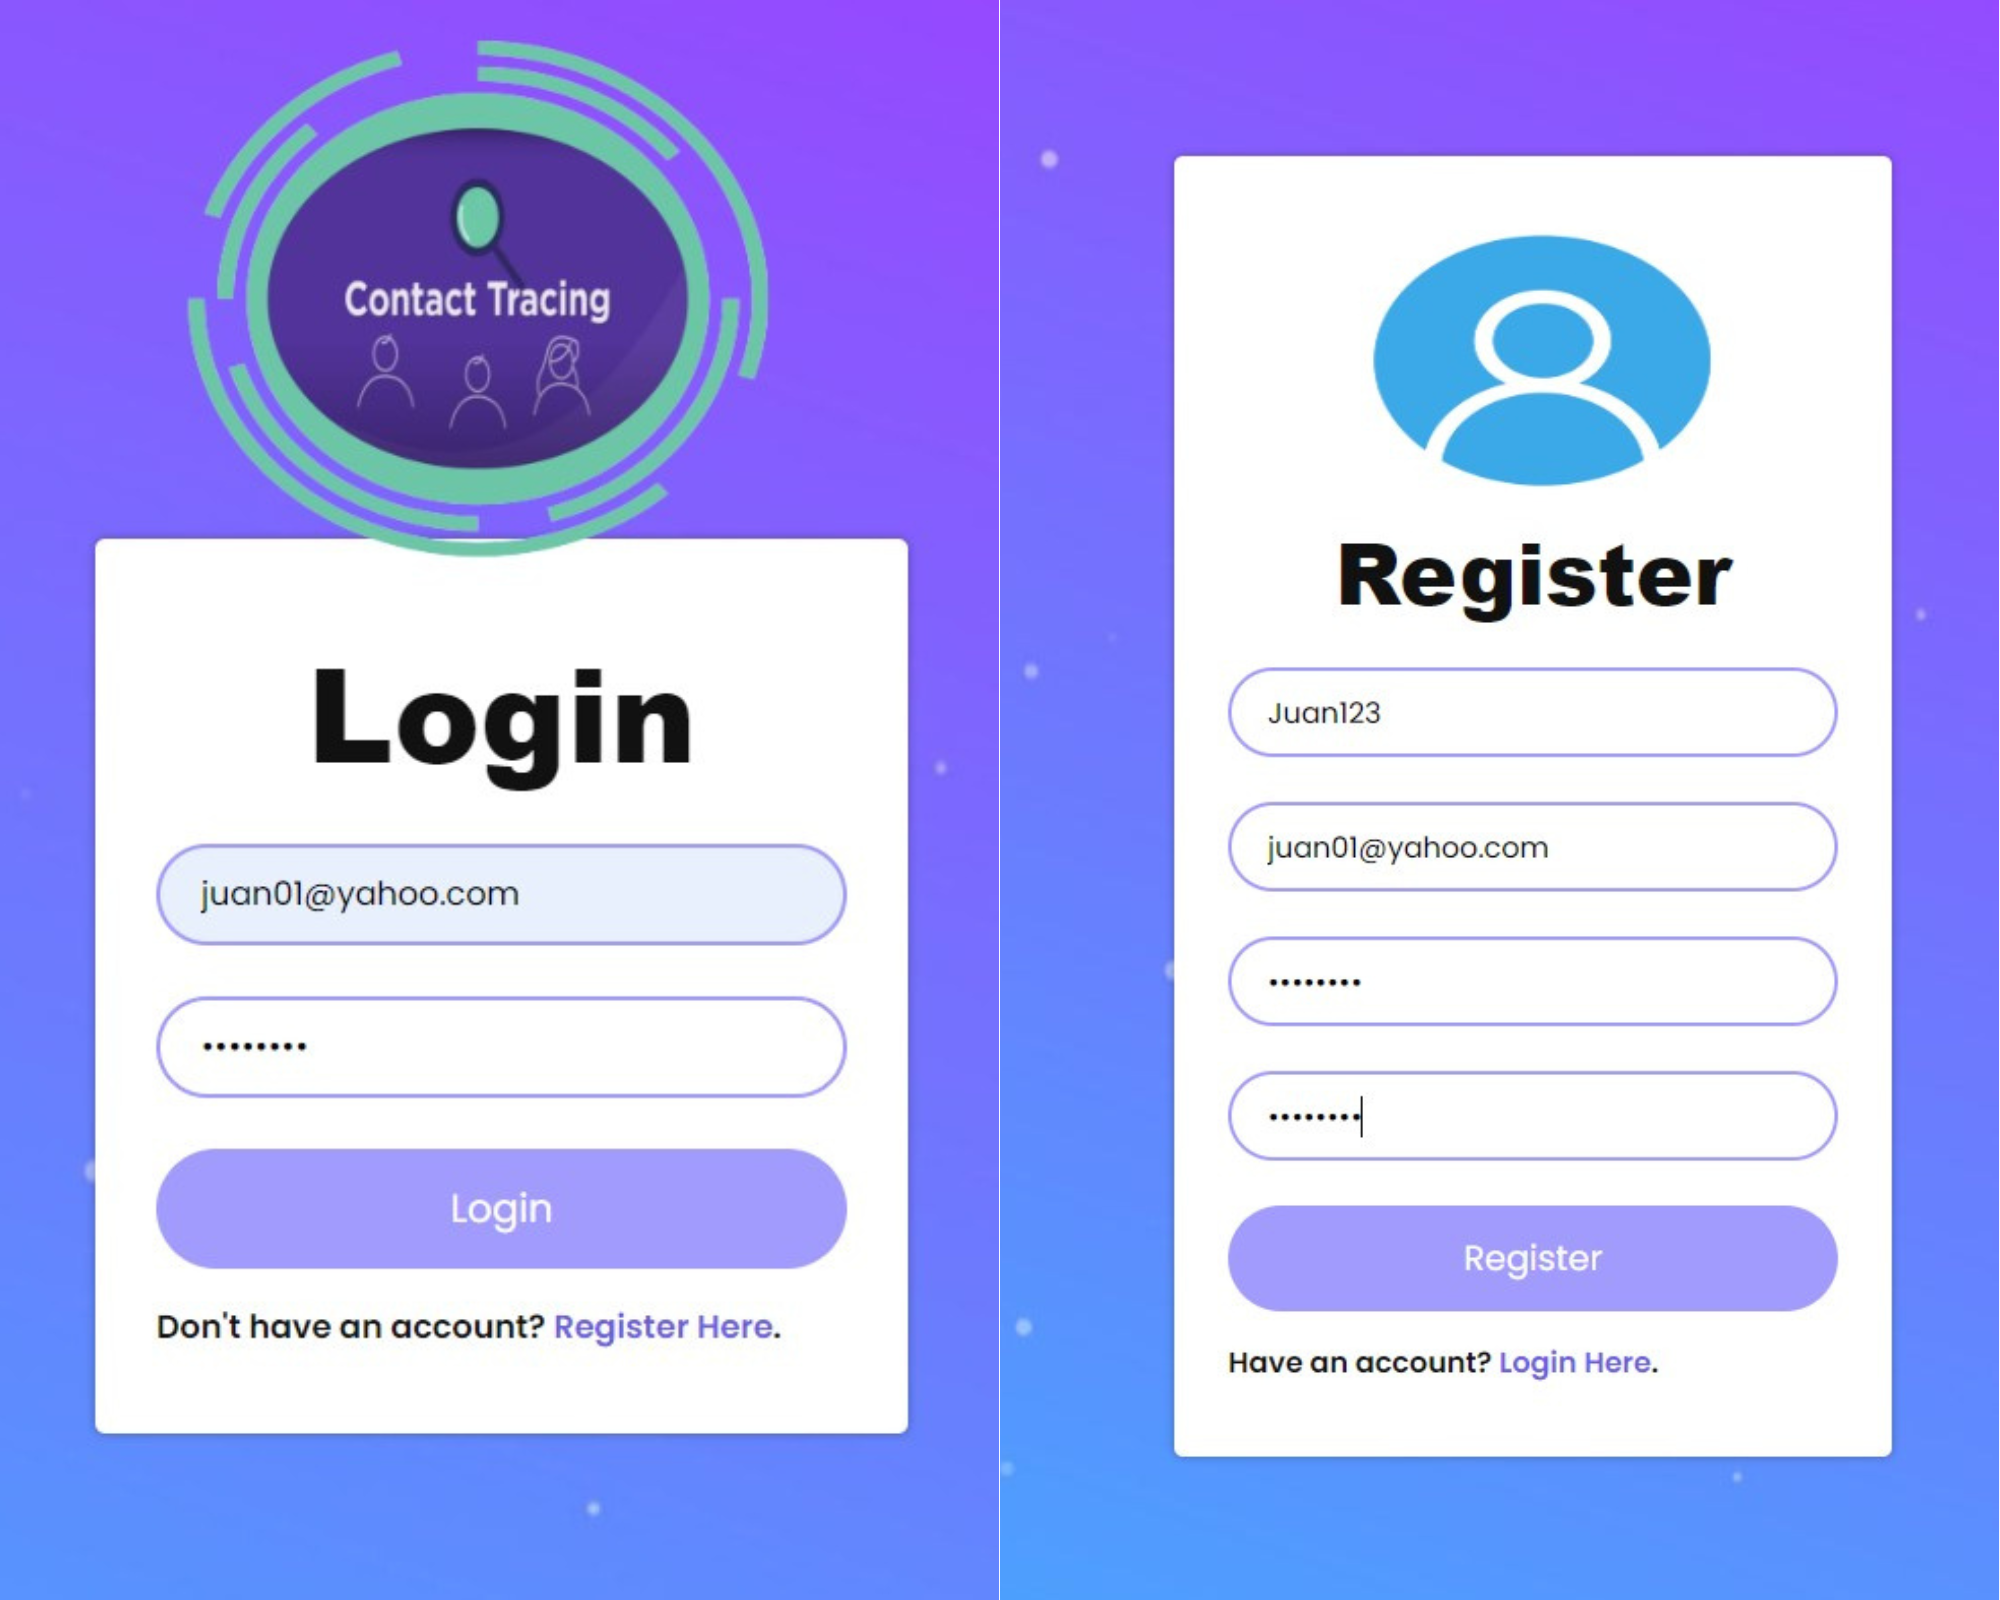 Contact Tracing
Login
juan01@yahoo.com
••••••••
Login
Don't have an account? Register Here.
Register
Juan123
juan01@yahoo.com
••••••••
••••••••
Register
Have an account? Login Here.